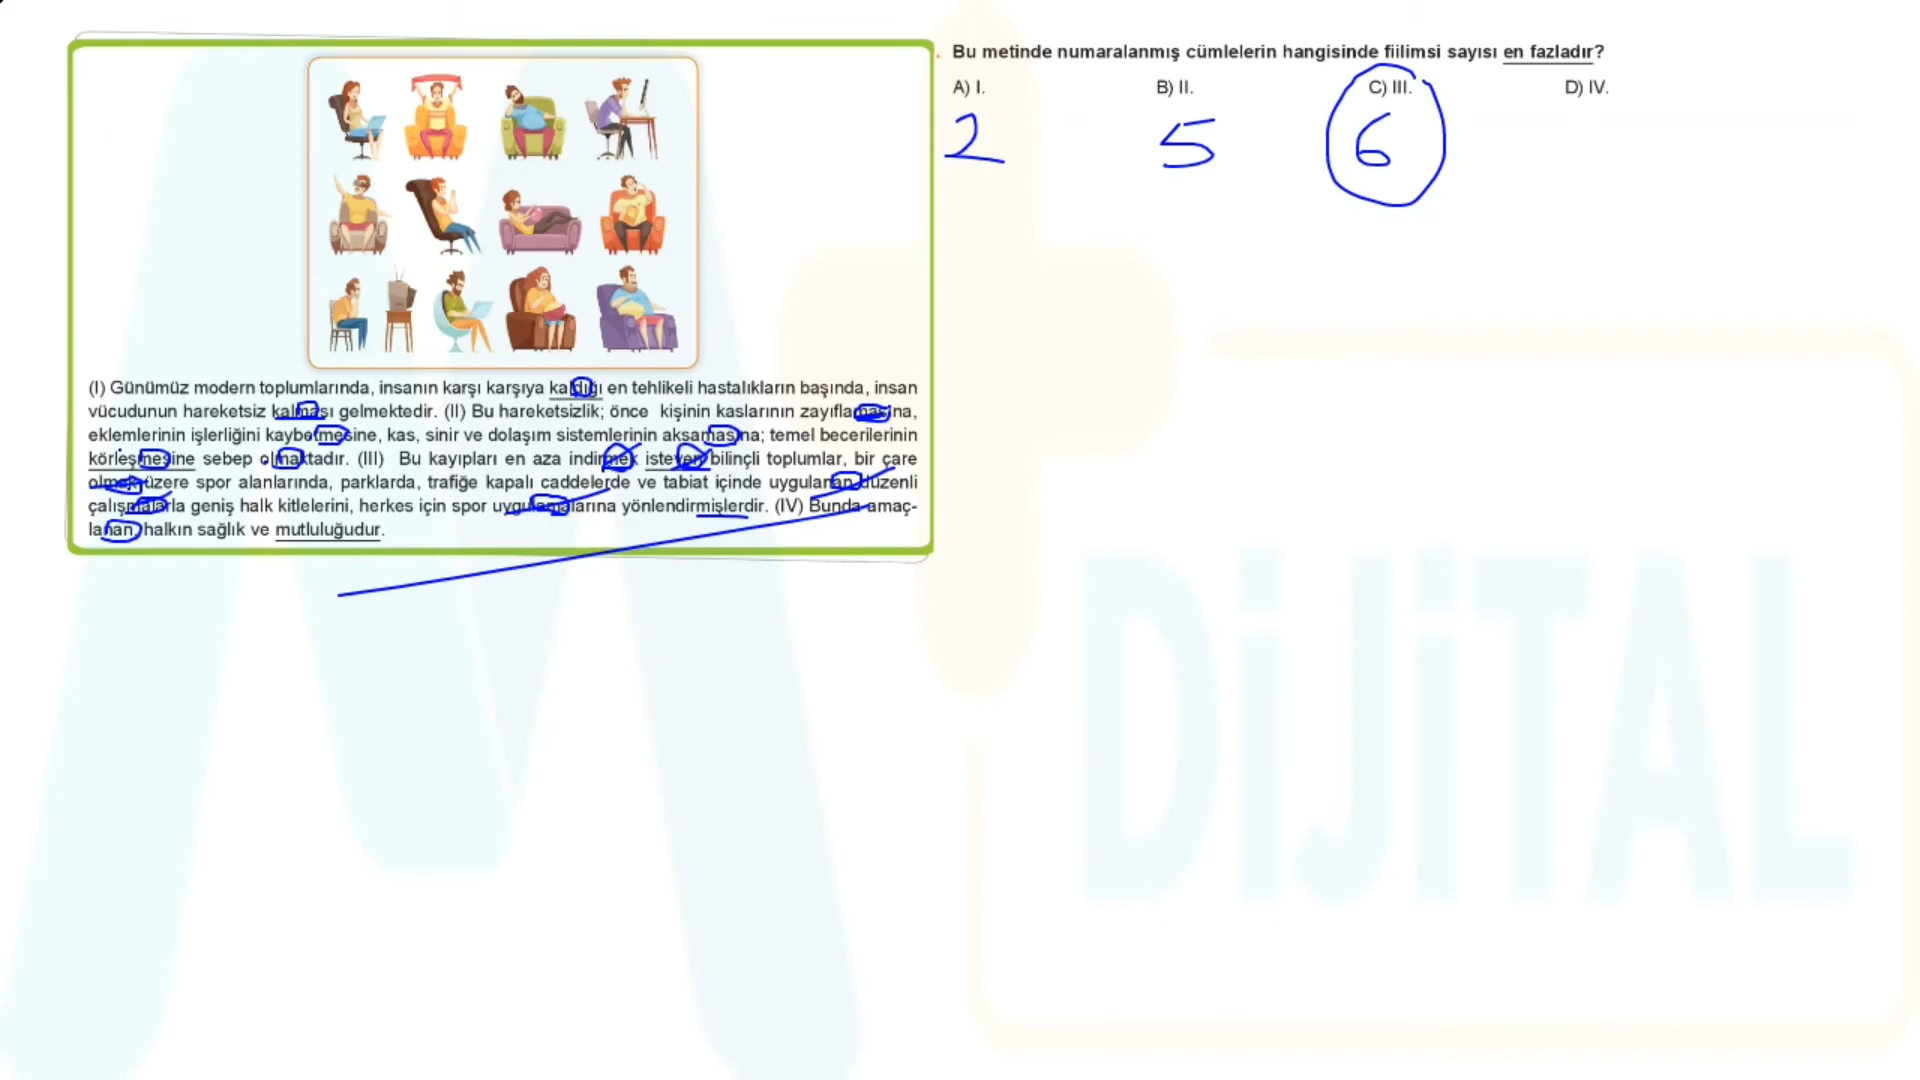 (I) Günümüz modern toplumlarında, insanın karşı karşıya kaldığı en tehlikeli hastalıkların başında, insan
vücudunun hareketsiz kalması gelmektedir. (II) Bu hareketsizlik; önce kişinin kaslarının zayıflamasına,
eklemlerinin işlerliğini kaybetmesine, kas, sinir ve dolaşım sistemlerinin aksamasına; temel becerilerinin
körleşmesine sebep olmaktadır. (III) Bu kayıpları en aza indirmek isteyen bilinçli toplumlar, bir çare
olmak üzere spor alanlarında, parklarda, trafiğe kapalı caddelerde ve tabiat içinde uygulanan düzenli
çalışmalarla geniş halk kitlelerini, herkes için spor uygulamalarına yönlendirmişlerdir. (IV) Bunda amaç-
lanan, halkın sağlık ve mutluluğudur.
Bu metinde numaralanmış cümlelerin hangisinde fiilimsi sayısı en fazladır?
A) I. B) II. C) III. D) IV.
2 5 6
DİJİTAL